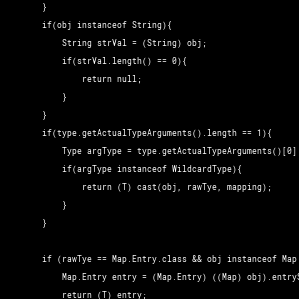 }
if(obj instanceof String){
String strVal = (String) obj;
if(strVal.length() == 0){
return null;
}
}
if(type.getActualTypeArguments().length == 1){
Type argType = type.getActualTypeArguments()[0]
if(argType instanceof WildcardType){
return (T) cast(obj, rawTye, mapping);
}
}
if (rawTye == Map.Entry.class && obj instanceof Map
Map.Entry entry = (Map.Entry) ((Map) obj).entryS
return (T) entry;